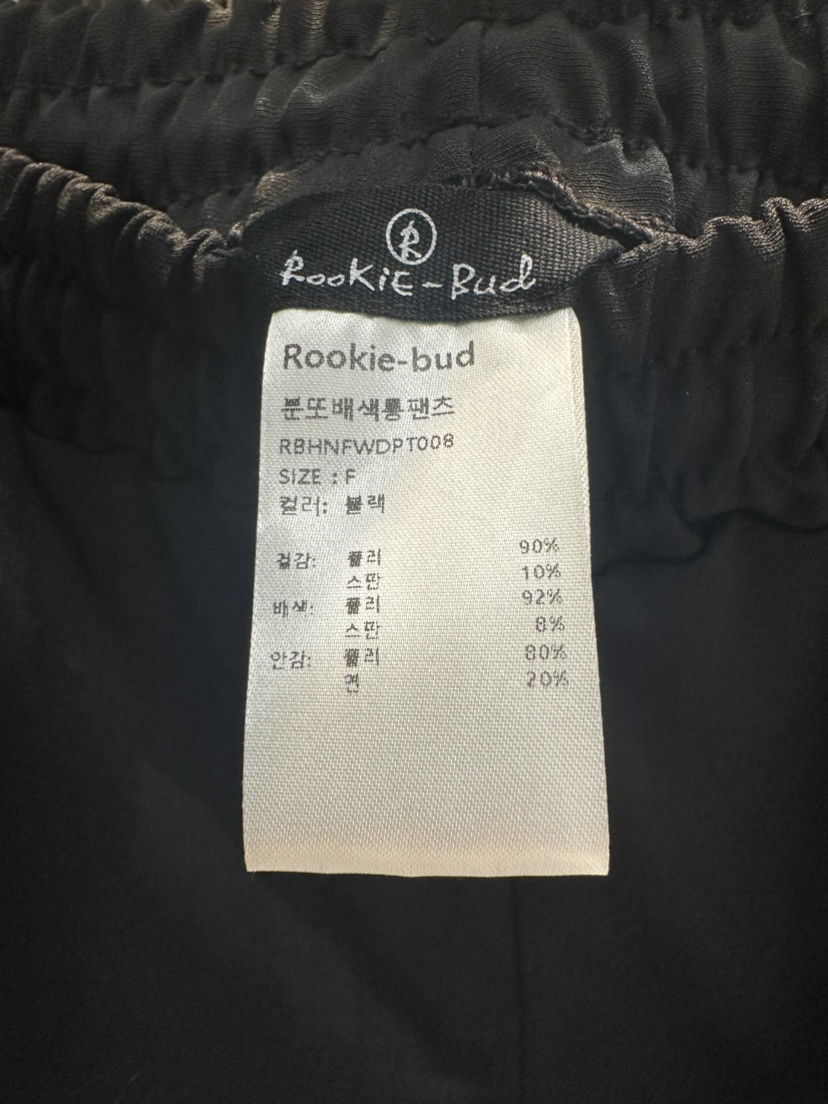 R
RooKiE-Bud
Rookie-bud
뿐또배색통팬츠
RBHNFWDPT008
SIZE : F
컬러: 블랙
겉감: 폴리 90%
스판 10%
배색: 폴리 92%
스판 8%
안감: 폴리 80%
면 20%